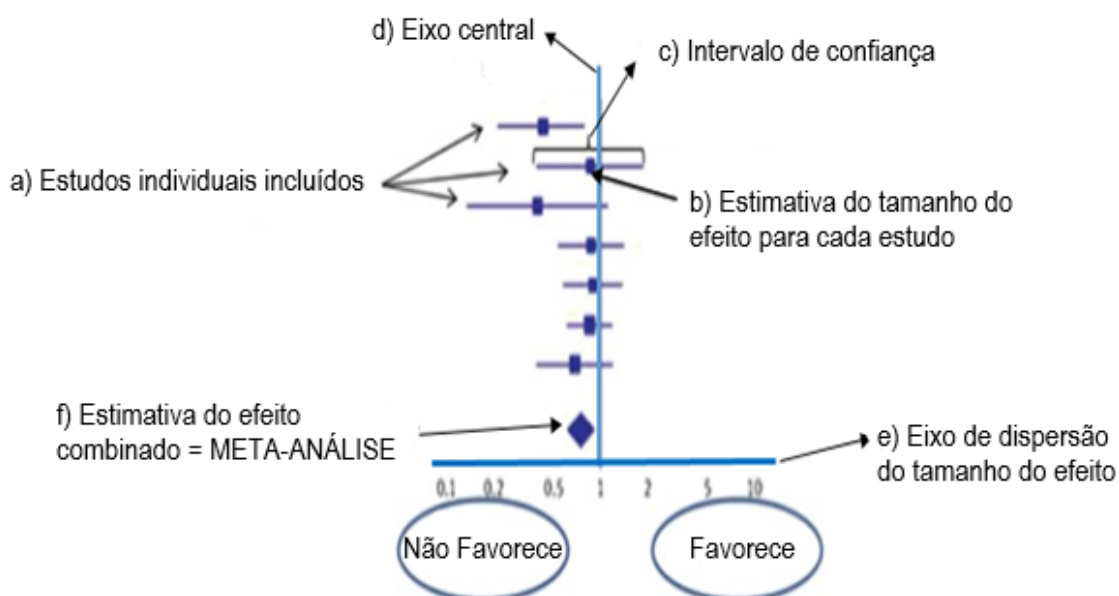 d) Eixo central
c) Intervalo de confiança
a) Estudos individuais incluídos
b) Estimativa do tamanho do
efeito para cada estudo
f) Estimativa do efeito
combinado = META-ANÁLISE
e) Eixo de dispersão
do tamanho do efeito
0.1 0.2 0.5 1 2 5 10
Não Favorece
Favorece